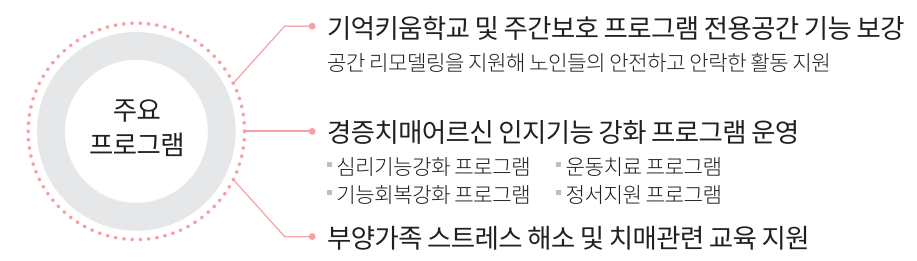 주요
프로그램
기억키움학교 및 주간보호 프로그램 전용공간 기능 보강
공간 리모델링을 지원해 노인들의 안전하고 안락한 활동 지원
경증치매어르신 인지기능 강화 프로그램 운영
심리기능강화 프로그램 운동치료 프로그램
기능회복강화 프로그램 정서지원 프로그램
부양가족 스트레스 해소 및 치매관련 교육 지원